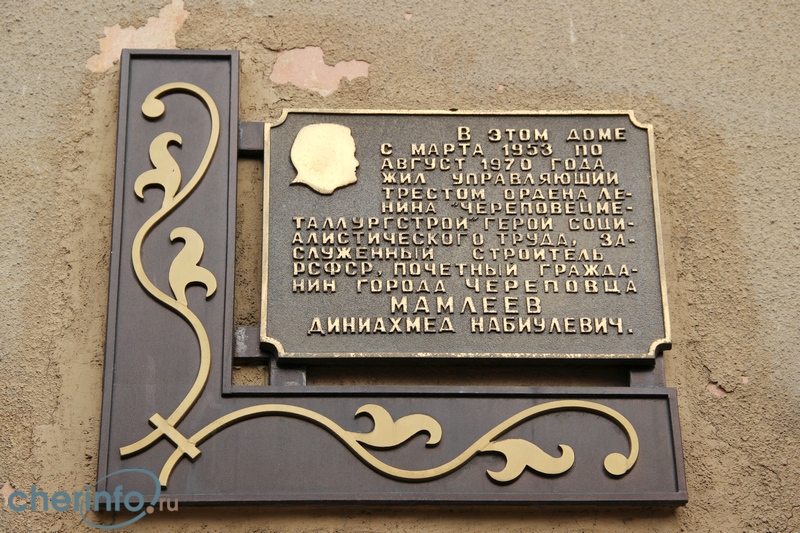 В ЭТОМ ДОМЕ
С МАРТА 1953 ПО
АВГУСТ 1970 ГОДА
ЖИЛ УПРАВЛЯЮЩИЙ
ТРЕСТОМ ОРДЕНА ЛЕ-
НИНА "ЧЕРЕПОВЕЦМЕ-
ТАЛЛУРГСТРОЙ" ГЕРОЙ СОЦИ-
АЛИСТИЧЕСКОГО ТРУДА, ЗА-
СЛУЖЕННЫЙ СТРОИТЕЛЬ
РСФСР, ПОЧЕТНЫЙ ГРАЖДА-
НИН ГОРОДА ЧЕРЕПОВЦА
МАМЛЕЕВ
ДИНИАХМЕД НАБИУЛЕВИЧ.
cherinfo.ru